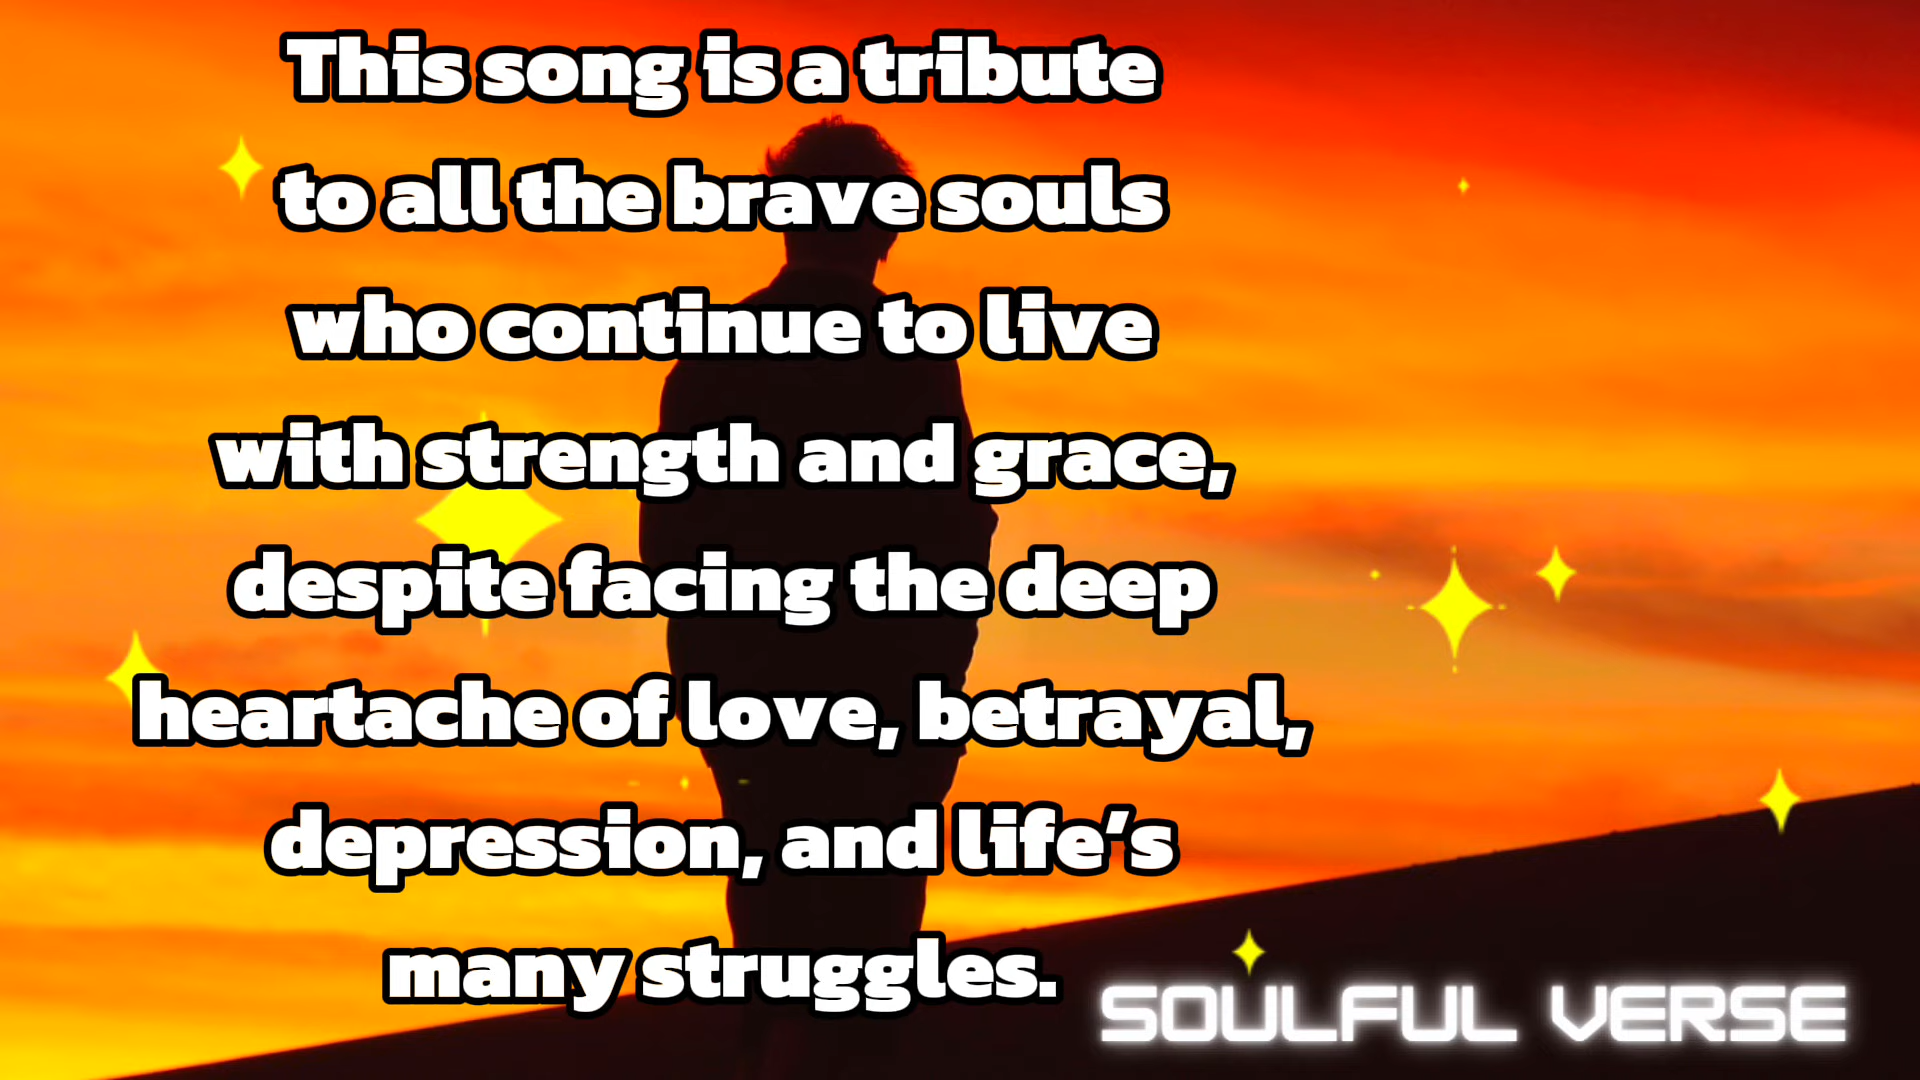 This song is a tribute
to all the brave souls
who continue to live
with strength and grace,
despite facing the deep
heartache of love, betrayal,
depression, and life’s
many struggles.
SOULFUL VERSE